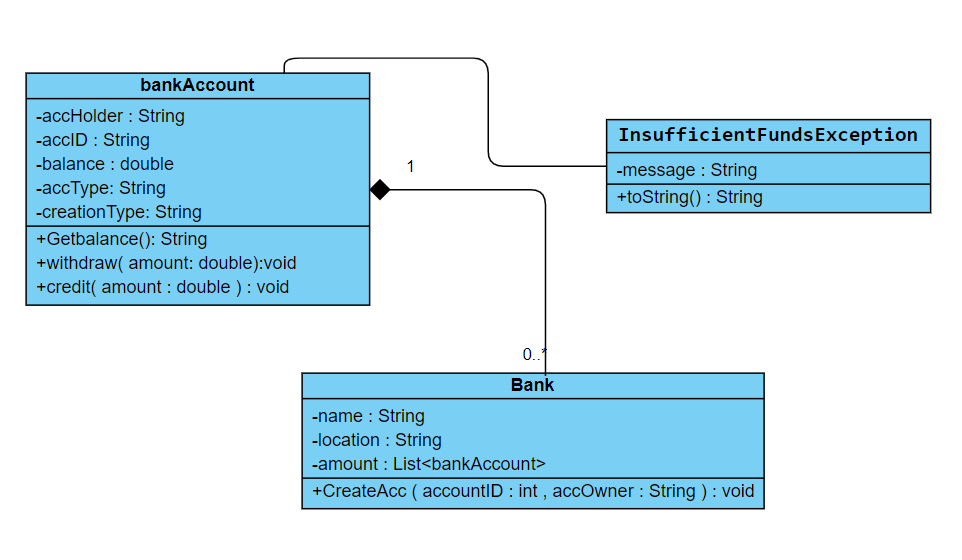 bankAccount
-accHolder : String
-accID : String
-balance : double
-accType: String
-creationType: String
+Getbalance(): String
+withdraw( amount: double):void
+credit( amount : double ) : void
1
InsufficientFundsException
-message : String
+toString() : String
0..*
Bank
-name : String
-location : String
-amount : List<bankAccount>
+CreateAcc ( accountID : int , accOwner : String ) : void